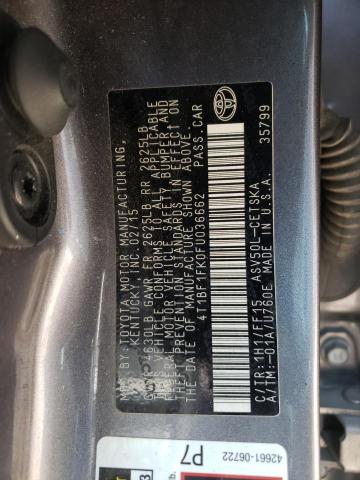 MFD. BY TOYOTA MOTOR MANUFACTURING,
KENTUCKY, INC. 02/15
GVWR 4630LB GAWR FR 2625LB RR 2625LB
THIS VEHICLE CONFORMS TO ALL APPLICABLE
FEDERAL MOTOR VEHICLE SAFETY, BUMPER AND
THEFT PREVENTION STANDARDS IN EFFECT ON
THE DATE OF MANUFACTURE SHOWN ABOVE.
4T1BF1FK0FU036662 PASS.CAR
C/TR: 1H1/FF15 ASV50L-CETSKA
A/TM:-01A/U760E 35799
TOYOTA
42661-06722
P7